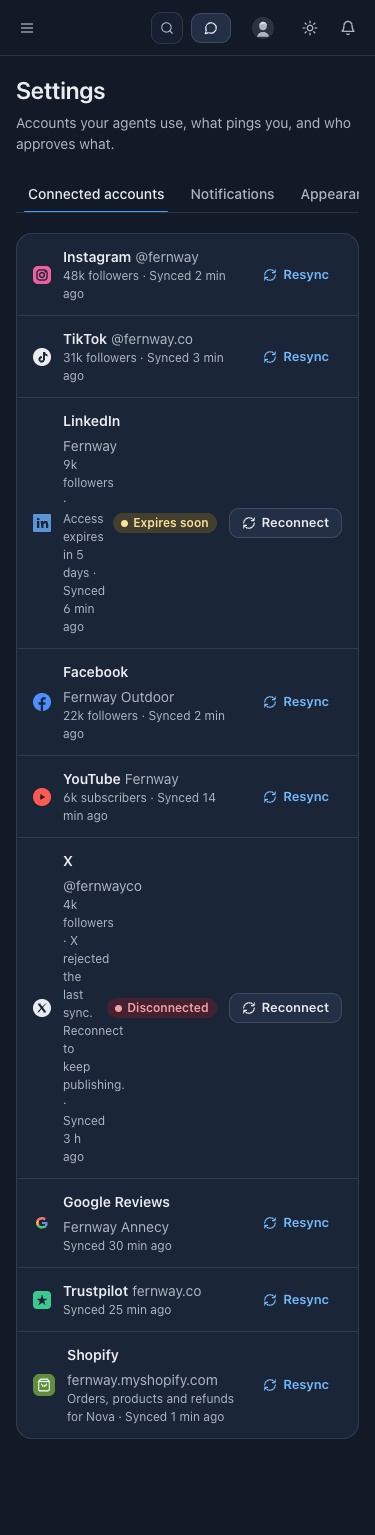 Settings
Accounts your agents use, what pings you, and who
approves what.
Connected accounts Notifications Appearan
Instagram @fernway
48k followers · Synced 2 min
ago
Resync
TikTok @fernway.co
31k followers · Synced 3 min
ago
Resync
LinkedIn
Fernway
9k
followers
·
Access
expires
in 5
days ·
Synced
6 min
ago
Expires soon
Reconnect
Facebook
Fernway Outdoor
22k followers · Synced 2 min
ago
Resync
YouTube Fernway
6k subscribers · Synced 14
min ago
Resync
X
@fernwayco
4k
followers
· X
rejected
the
last
sync.
Reconnect
to
keep
publishing.
·
Synced
3 h
ago
Disconnected
Reconnect
Google Reviews
Fernway Annecy
Synced 30 min ago
Resync
Trustpilot fernway.co
Synced 25 min ago
Resync
Shopify
fernway.myshopify.com
Orders, products and refunds
for Nova · Synced 1 min ago
Resync